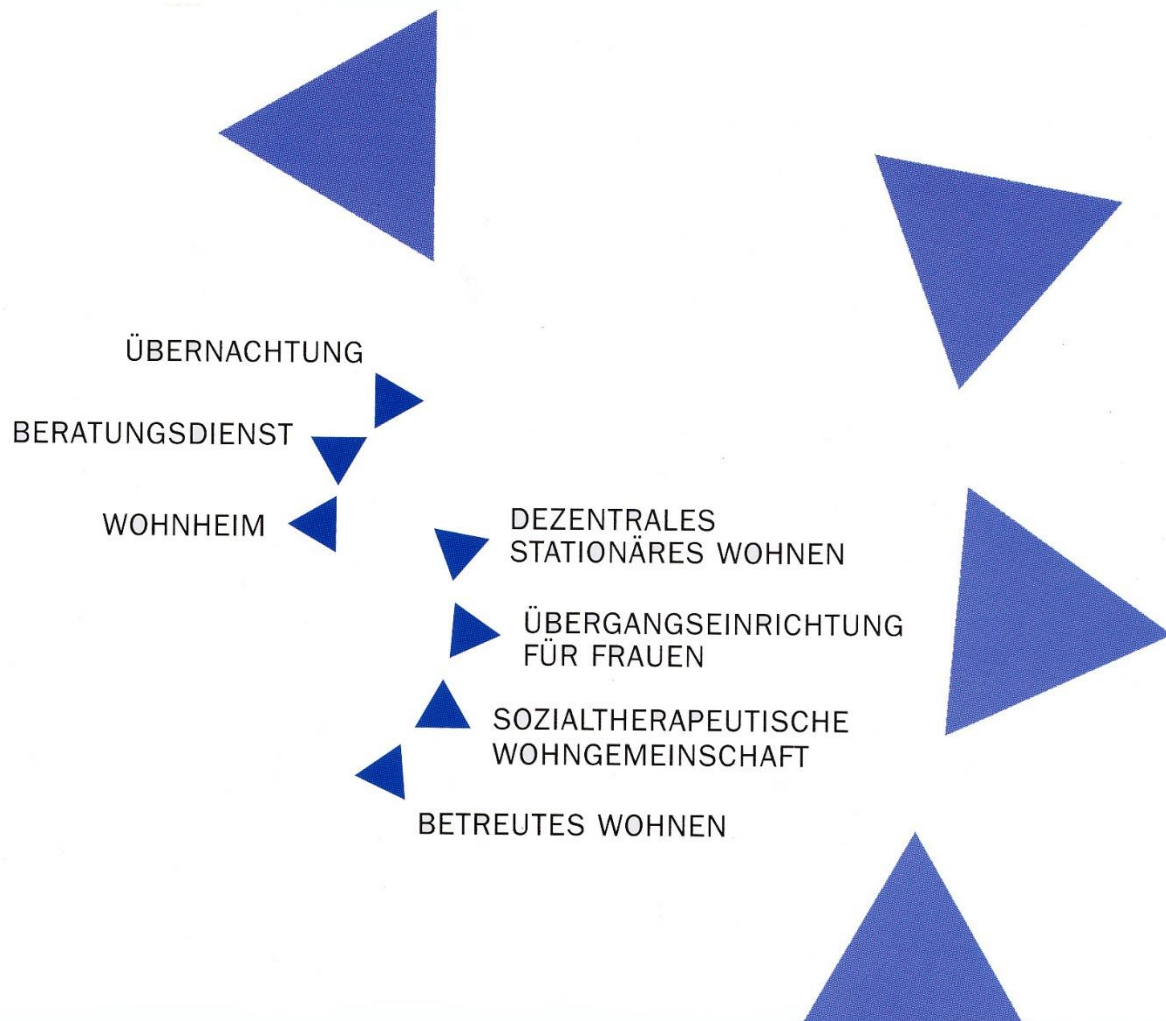 ÜBERNACHTUNG
BERATUNGSDIENST
WOHNHEIM
DEZENTRALES
STATIONÄRES WOHNEN
ÜBERGANGSEINRICHTUNG
FÜR FRAUEN
SOZIALTHERAPEUTISCHE
WOHNGEMEINSCHAFT
BETREUTES WOHNEN